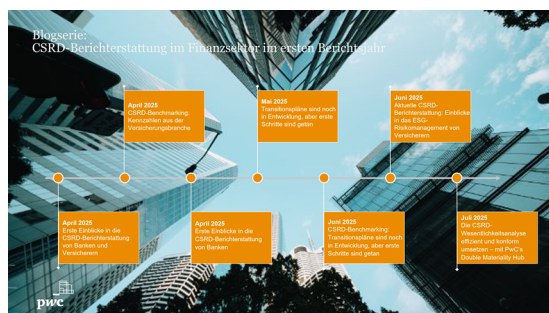 Blogserie:
CSRD-Berichterstattung im Finanzsektor im ersten Berichtsjahr
April 2025
CSRD-Benchmarking:
Kennzahlen aus der
Versicherungsbranche
Mai 2025
Transitionspläne sind noch
in Entwicklung, aber erste
Schritte sind getan
Juni 2025
Aktuelle CSRD-
Berichterstattung: Einblicke
in das ESG-
Risikomanagement von
Versicherern
April 2025
Erste Einblicke in die
CSRD-Berichterstattung
von Banken und
Versicherern
April 2025
Erste Einblicke in die
CSRD-Berichterstattung
von Banken
Juni 2025
CSRD-Benchmarking:
Transitionspläne sind noch
in Entwicklung, aber erste
Schritte sind getan
Juli 2025
Die CSRD-
Wesentlichkeitsanalyse
effizient und konform
umsetzen – mit PwC's
Double Materiality Hub
pwc